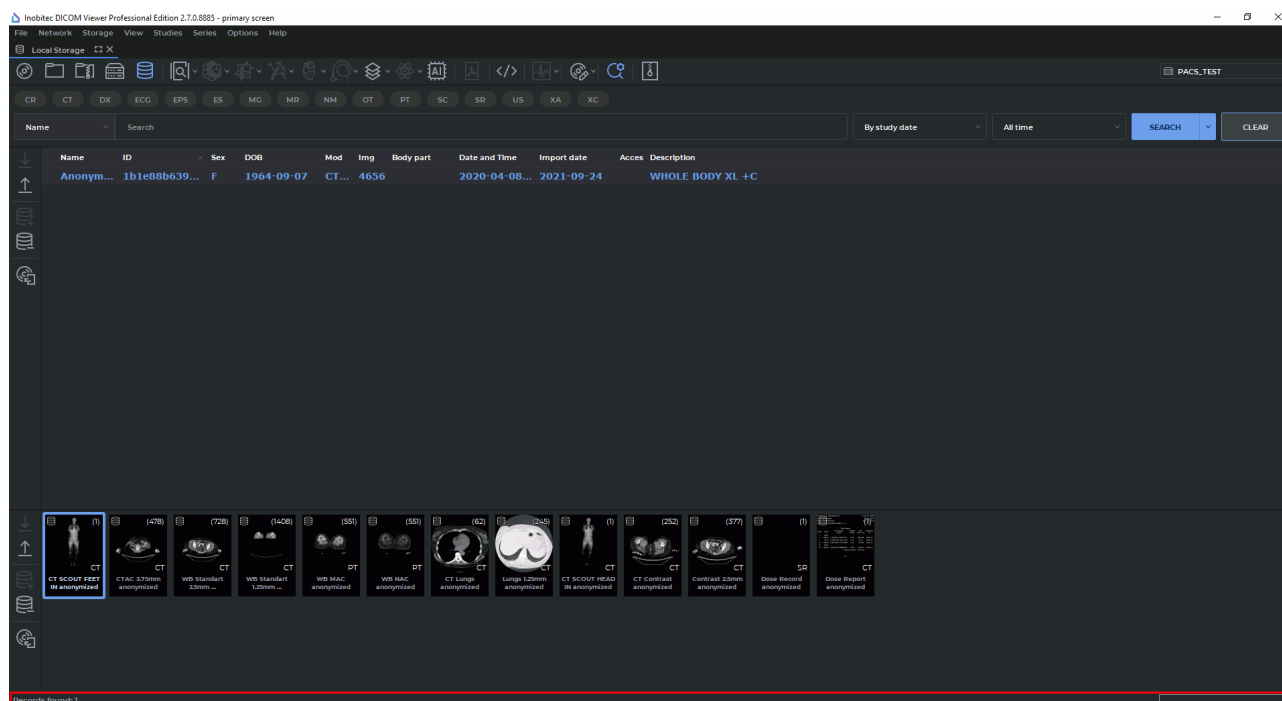 Inobitec DICOM Viewer Professional Edition 2.7.0.8885 - primary screen
File Network Storage View Studies Series Options Help
Local Storage
AI
PACS_TEST
CR CT DX ECG EPS ES MG MR NM OT PT SC SR US XA XC
Name Search By study date All time SEARCH CLEAR
Name ID Sex DOB Mod Img Body part Date and Time Import date Acces Description
Anonym... 1b1e88b639... F 1964-09-07 CT... 4656 2020-04-08... 2021-09-24 WHOLE BODY XL +C
(1) (478) (728) (1408) (551) (551) (62) (245) (1) (252) (377) (1) (1)
CT CT CT CT PT PT CT CT CT CT CT SR CT
CT SCOUT FEET CTAC 3.75mm WB Standart WB Standart WB MAC WB NAC CT Lungs Lungs 1.25mm CT SCOUT HEAD CT Contrast Contrast 2.5mm Dose Record Dose Report
IN anonymized anonymized 2.5mm ... 1.25mm ... anonymized anonymized anonymized anonymized IN anonymized anonymized anonymized anonymized anonymized
Records found: 1